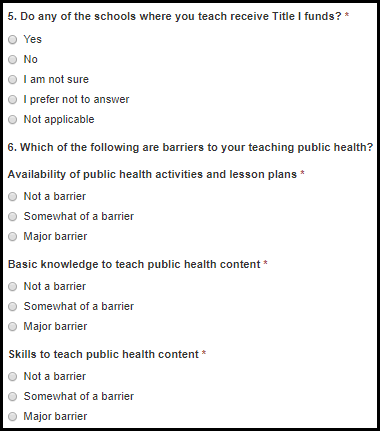 5. Do any of the schools where you teach receive Title I funds? *
Yes
No
I am not sure
I prefer not to answer
Not applicable
6. Which of the following are barriers to your teaching public health?
Availability of public health activities and lesson plans *
Not a barrier
Somewhat of a barrier
Major barrier
Basic knowledge to teach public health content *
Not a barrier
Somewhat of a barrier
Major barrier
Skills to teach public health content *
Not a barrier
Somewhat of a barrier
Major barrier